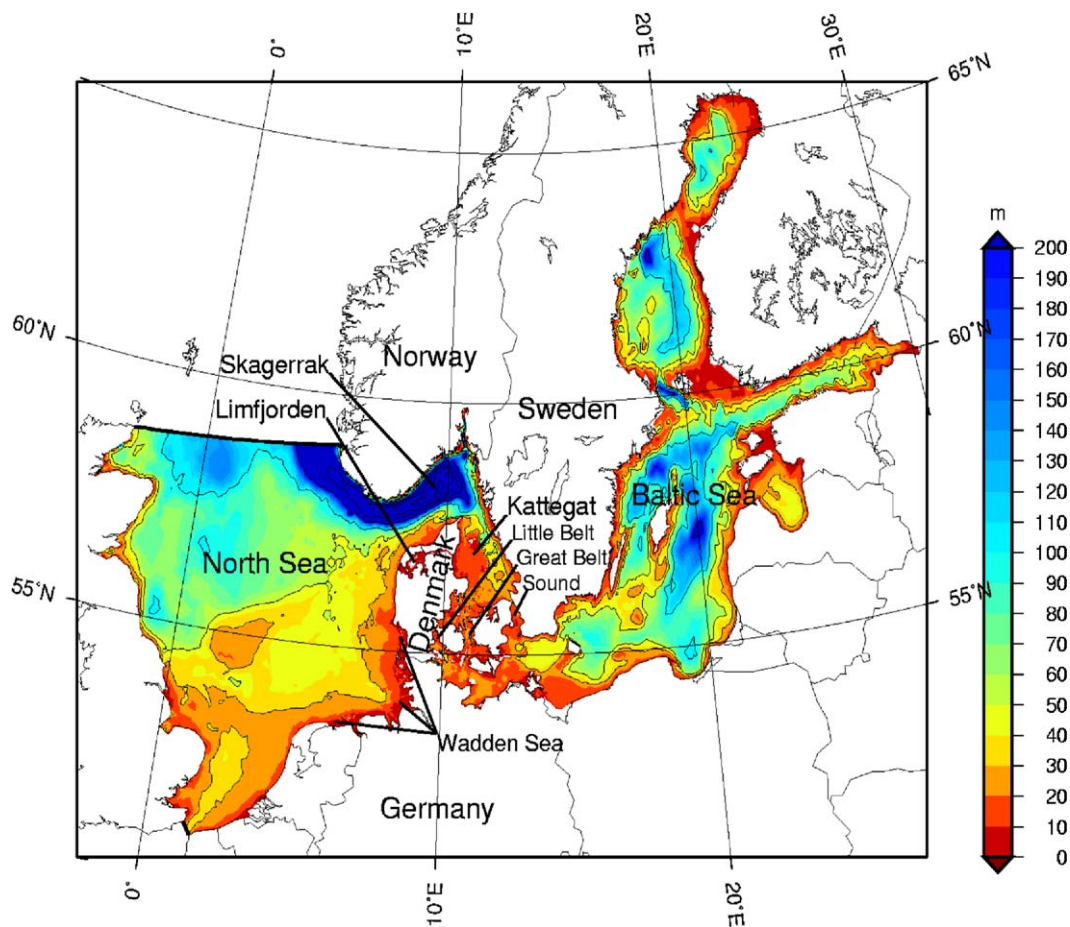 0°
10°E
20°E
30°E
65°N
m
200
190
180
170
160
150
140
130
120
110
100
90
80
70
60
50
40
30
20
10
0
60°N
Norway
Skagerrak
Limfjorden
Sweden
60°N
Baltic Sea
Kattegat
Little Belt
Great Belt
Sound
North Sea
Denmark
55°N
55°N
Wadden Sea
Germany
0°
10°E
20°E